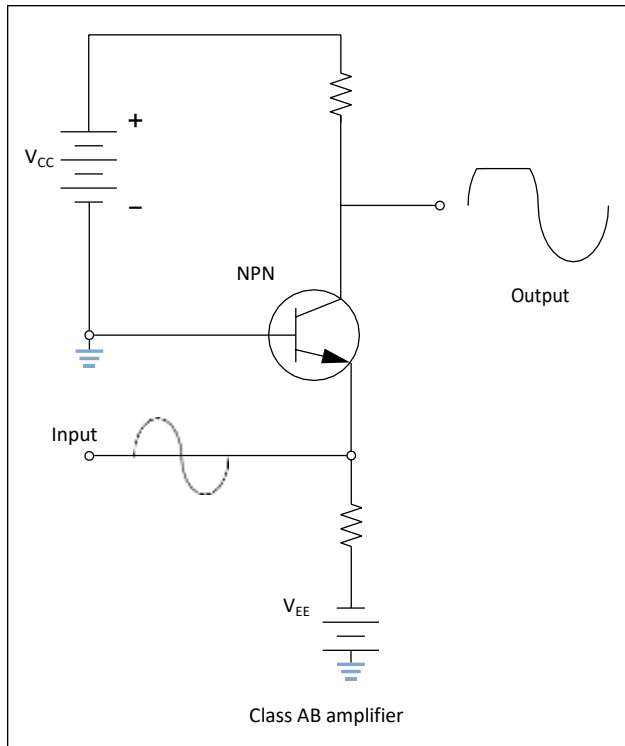 +
V_CC
−
NPN
Output
Input
V_EE
Class AB amplifier